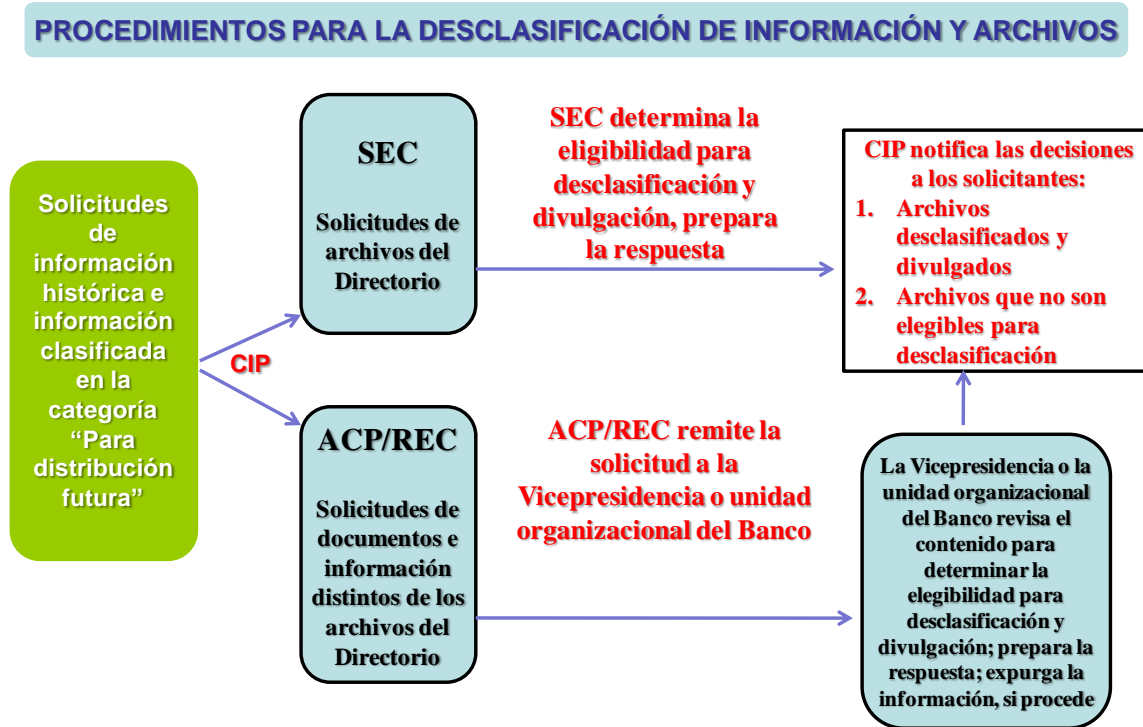 PROCEDIMIENTOS PARA LA DESCLASIFICACIÓN DE INFORMACIÓN Y ARCHIVOS
Solicitudes
de
información
histórica e
información
clasificada
en la
categoría
“Para
distribución
futura”
CIP
SEC
Solicitudes de
archivos del
Directorio
SEC determina la
eligibilidad para
desclasificación y
divulgación, prepara
la respuesta
CIP notifica las decisiones
a los solicitantes:
1. Archivos
desclasificados y
divulgados
2. Archivos que no son
elegibles para
desclasificación
ACP/REC
Solicitudes de
documentos e
información
distintos de los
archivos del
Directorio
ACP/REC remite la
solicitud a la
Vicepresidencia o unidad
organizacional del Banco
La Vicepresidencia o la
unidad organizacional
del Banco revisa el
contenido para
determinar la
elegibilidad para
desclasificación y
divulgación; prepara la
respuesta; expurga la
información, si procede